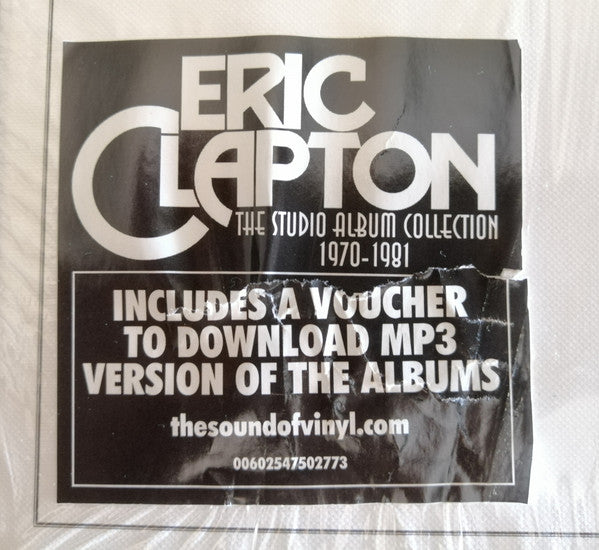 ERIC
CLAPTON
THE STUDIO ALBUM COLLECTION
1970-1981
INCLUDES A VOUCHER
TO DOWNLOAD MP3
VERSION OF THE ALBUMS
thesoundofvinyl.com
00602547502773